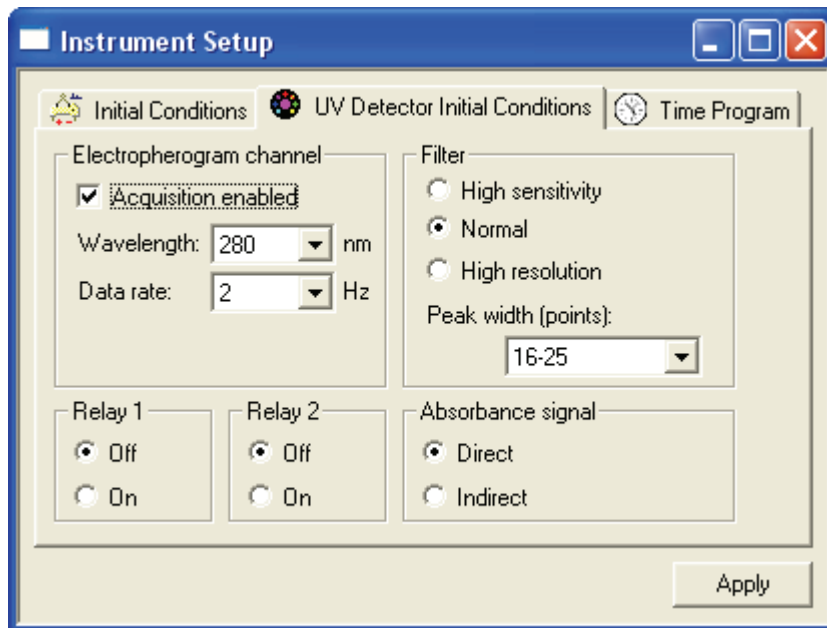 Instrument Setup
Initial Conditions
UV Detector Initial Conditions
Time Program
Electropherogram channel
Acquisition enabled
Wavelength: 280 nm
Data rate: 2 Hz
Filter
High sensitivity
Normal
High resolution
Peak width (points):
16-25
Relay 1
Off
On
Relay 2
Off
On
Absorbance signal
Direct
Indirect
Apply